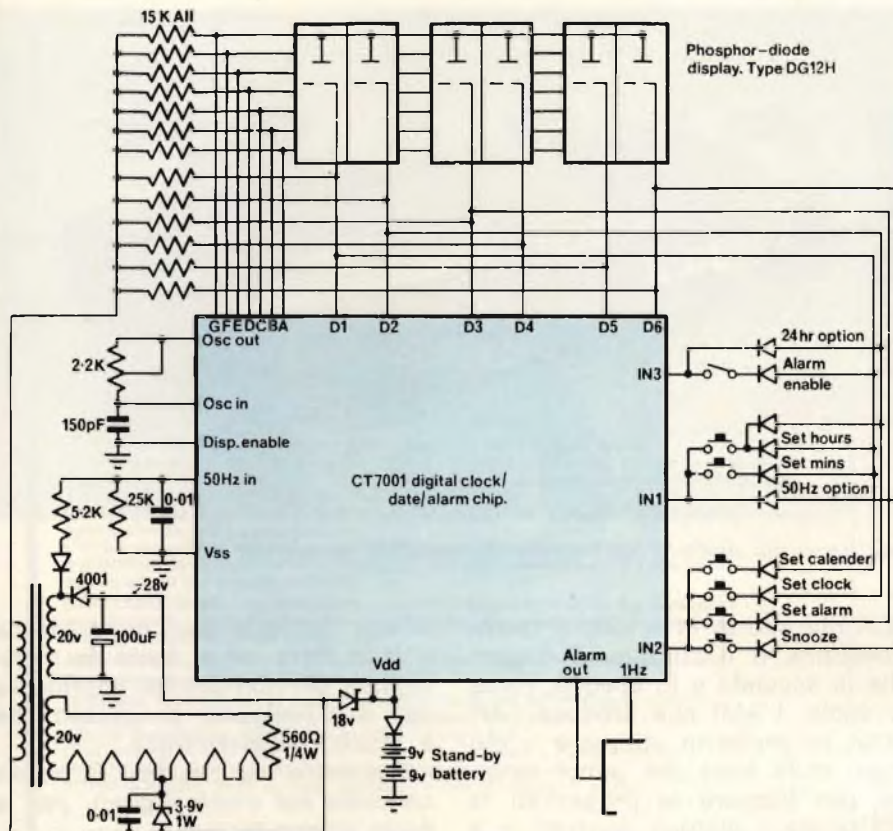 15 K All
Phosphor-diode
display. Type DG12H
GFEDCBA
D1
D2
D3
D4
D5
D6
Osc out
2·2K
Osc in
150pF
Disp. enable
50Hz in
25K
0·01
5·2K
Vss
4001
-28v
20v
100uF
20v
CT7001 digital clock/
date/alarm chip.
IN3
24hr option
Alarm
enable
Set hours
Set mins
IN1
50Hz option
Set calender
Set clock
Set alarm
IN2
Snooze
Vdd
Alarm
out
1Hz
18v
9v
9v
Stand-by
battery
560Ω
1/4W
0·01
3·9v
1W